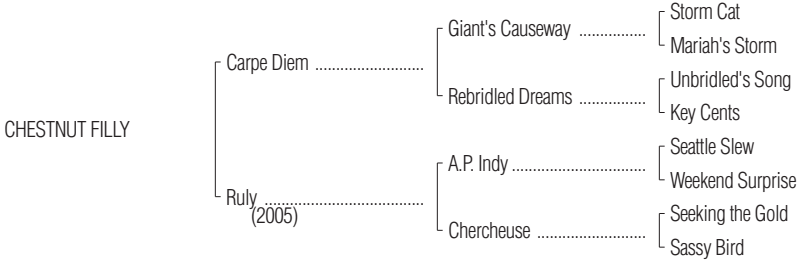 Storm Cat
Giant's Causeway ................
Mariah's Storm
Carpe Diem ..........................
Unbridled's Song
Rebridled Dreams ................
Key Cents
CHESTNUT FILLY
Seattle Slew
A.P. Indy ................................
Weekend Surprise
Ruly ......................................
(2005)
Seeking the Gold
Chercheuse ..........................
Sassy Bird